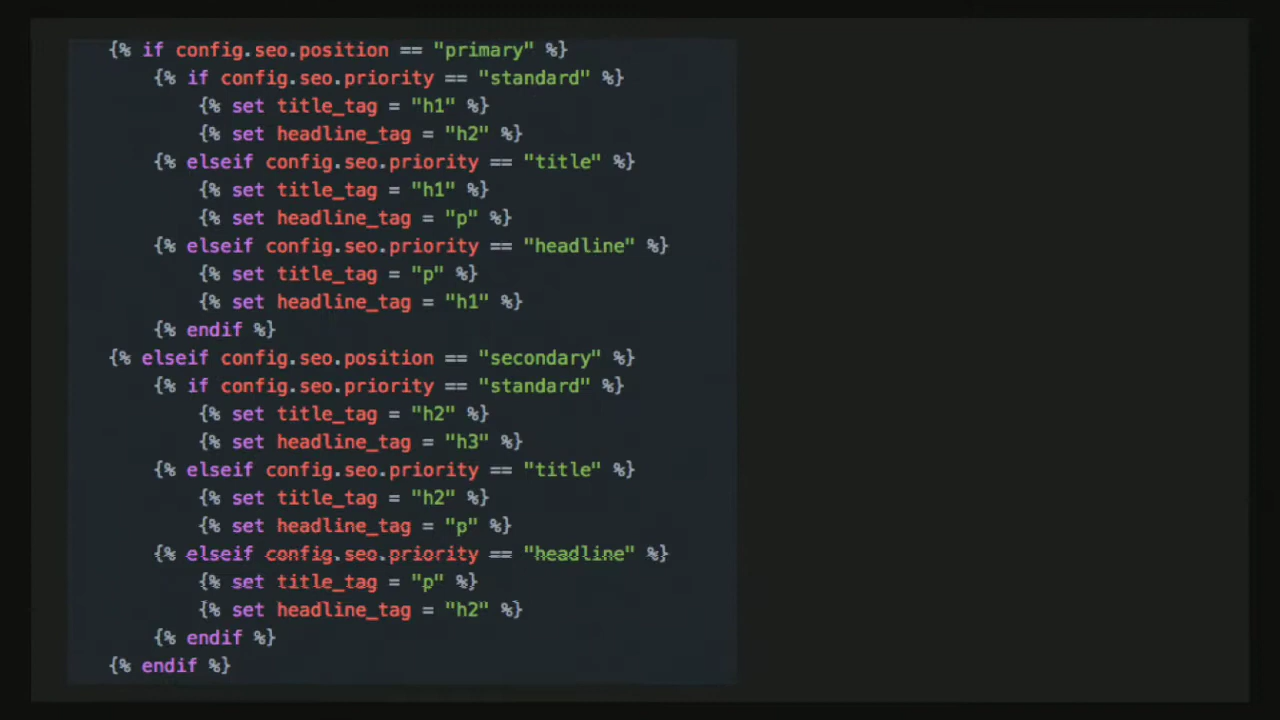 {% if config.seo.position == "primary" %}
{% if config.seo.priority == "standard" %}
{% set title_tag = "h1" %}
{% set headline_tag = "h2" %}
{% elseif config.seo.priority == "title" %}
{% set title_tag = "h1" %}
{% set headline_tag = "p" %}
{% elseif config.seo.priority == "headline" %}
{% set title_tag = "p" %}
{% set headline_tag = "h1" %}
{% endif %}
{% elseif config.seo.position == "secondary" %}
{% if config.seo.priority == "standard" %}
{% set title_tag = "h2" %}
{% set headline_tag = "h3" %}
{% elseif config.seo.priority == "title" %}
{% set title_tag = "h2" %}
{% set headline_tag = "p" %}
{% elseif config.seo.priority == "headline" %}
{% set title_tag = "p" %}
{% set headline_tag = "h2" %}
{% endif %}
{% endif %}